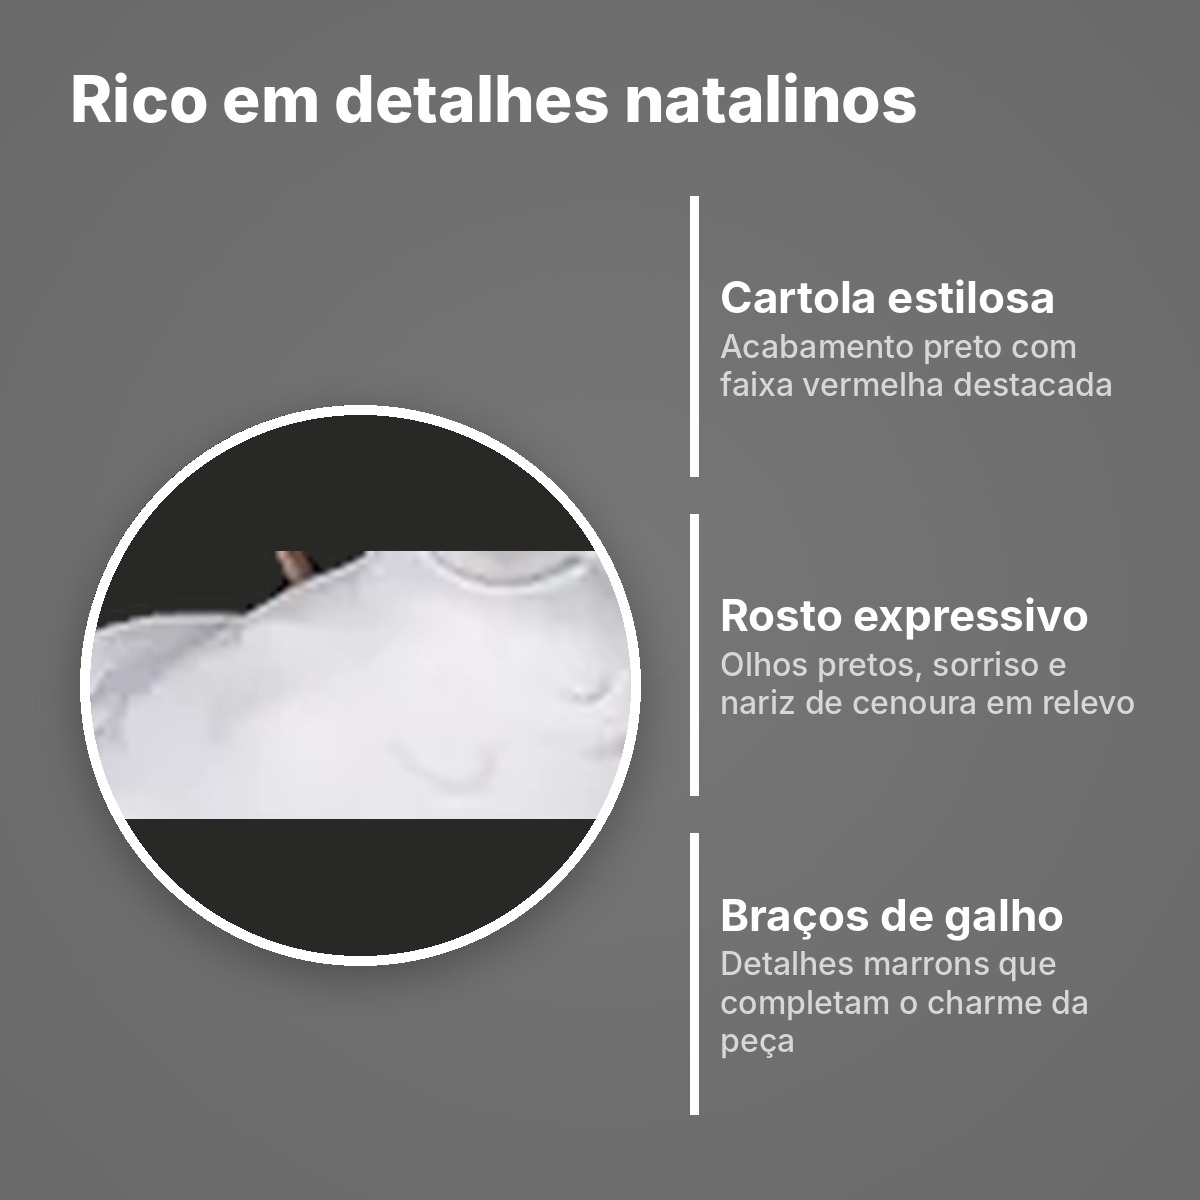 Rico em detalhes natalinos
Cartola estilosa
Acabamento preto com
faixa vermelha destacada
Rosto expressivo
Olhos pretos, sorriso e
nariz de cenoura em relevo
Braços de galho
Detalhes marrons que
completam o charme da
peça